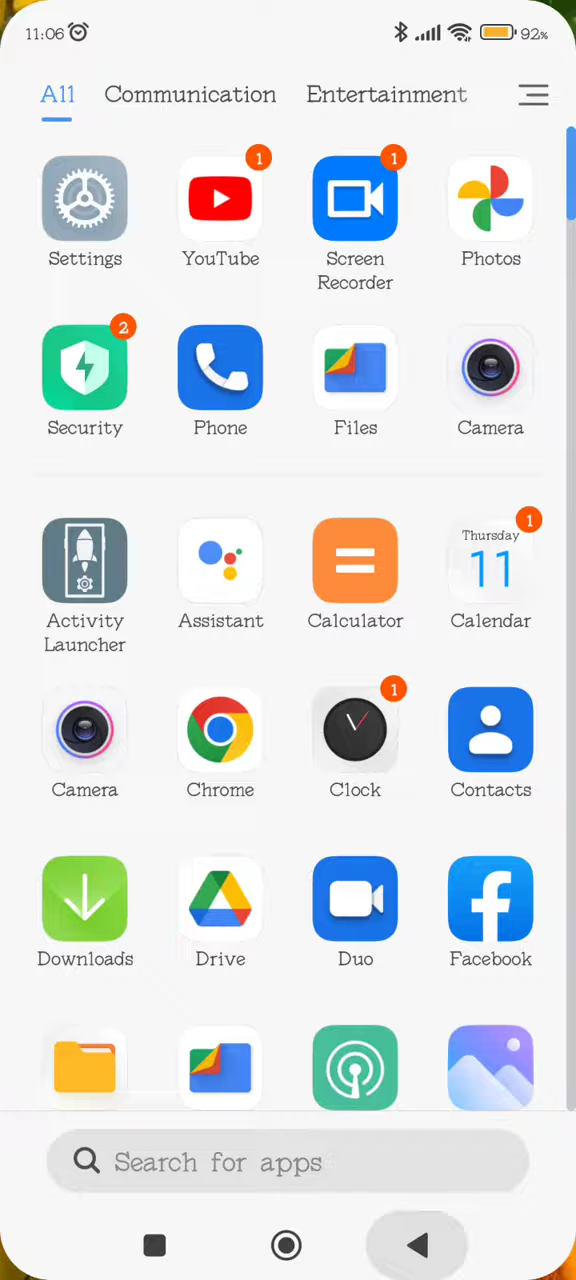 11:06
92%
All Communication Entertainment
1 1
Settings YouTube Screen Recorder Photos
2
Security Phone Files Camera
1
Thursday
11
Activity Launcher Assistant Calculator Calendar
1
Camera Chrome Clock Contacts
Downloads Drive Duo Facebook
Search for apps